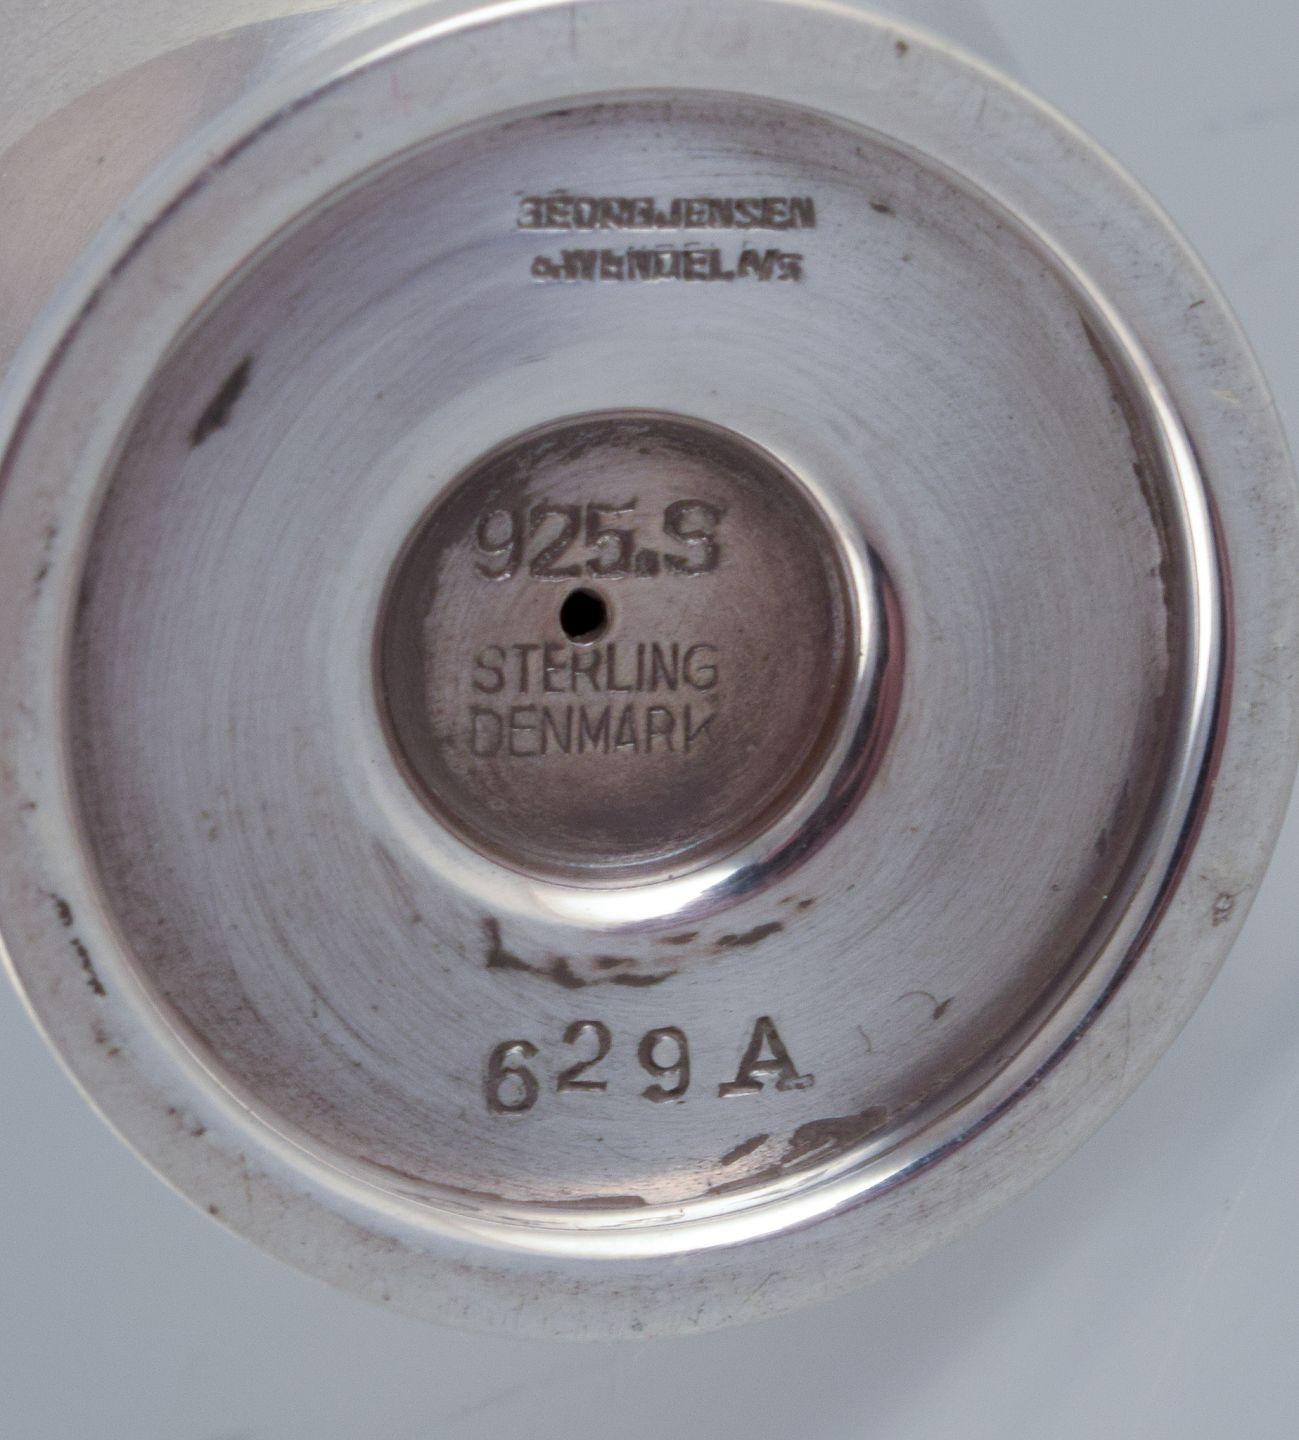 GEORG JENSEN
& WENDEL A/S
925.S
STERLING
DENMARK
629 A